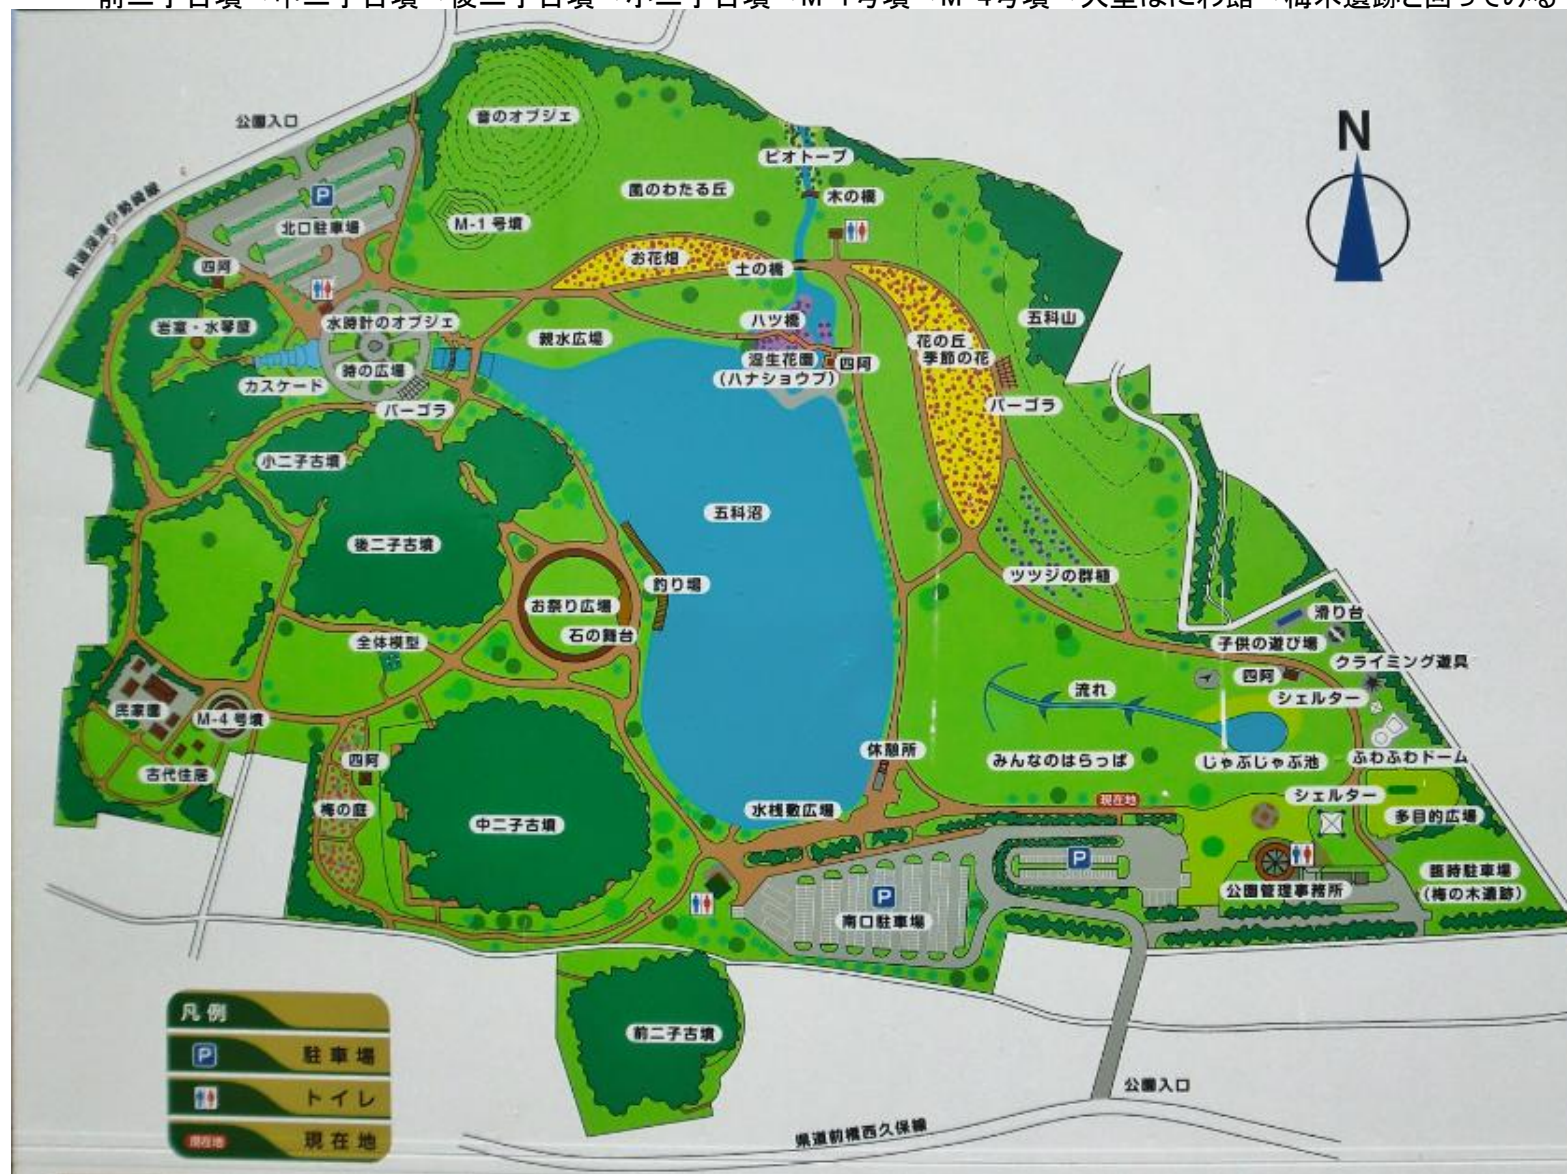 前二子古墳→中二子古墳→後二子古墳→小二子古墳→M-1号墳→M-4号墳→大室はにわ館→梅木遺跡と回ってみる
公園入口
音のオブジェ
N
ビオトープ
P
風のわたる丘
木の橋
北口駐車場
M-1号墳
四阿
お花畑
土の橋
岩室・水琴窟
水時計のオブジェ
八ツ橋
五料山
親水広場
花の丘
季節の花
時の広場
湿生花園
(ハナショウブ)
四阿
カスケード
パーゴラ
パーゴラ
小二子古墳
五料沼
後二子古墳
釣り場
ツツジの群植
お祭り広場
石の舞台
滑り台
全体模型
子供の遊び場
クライミング遊具
四阿
シェルター
流れ
民家園
M-4号墳
休憩所
みんなのはらっぱ
じゃぶじゃぶ池
ふわふわドーム
四阿
古代住居
梅の庭
中二子古墳
水桟敷広場
現在地
シェルター
多目的広場
P
P
南口駐車場
公園管理事務所
臨時駐車場
(梅の木遺跡)
前二子古墳
凡例
P 駐車場
トイレ
現在地 現在地
公園入口
県道前橋西久保線